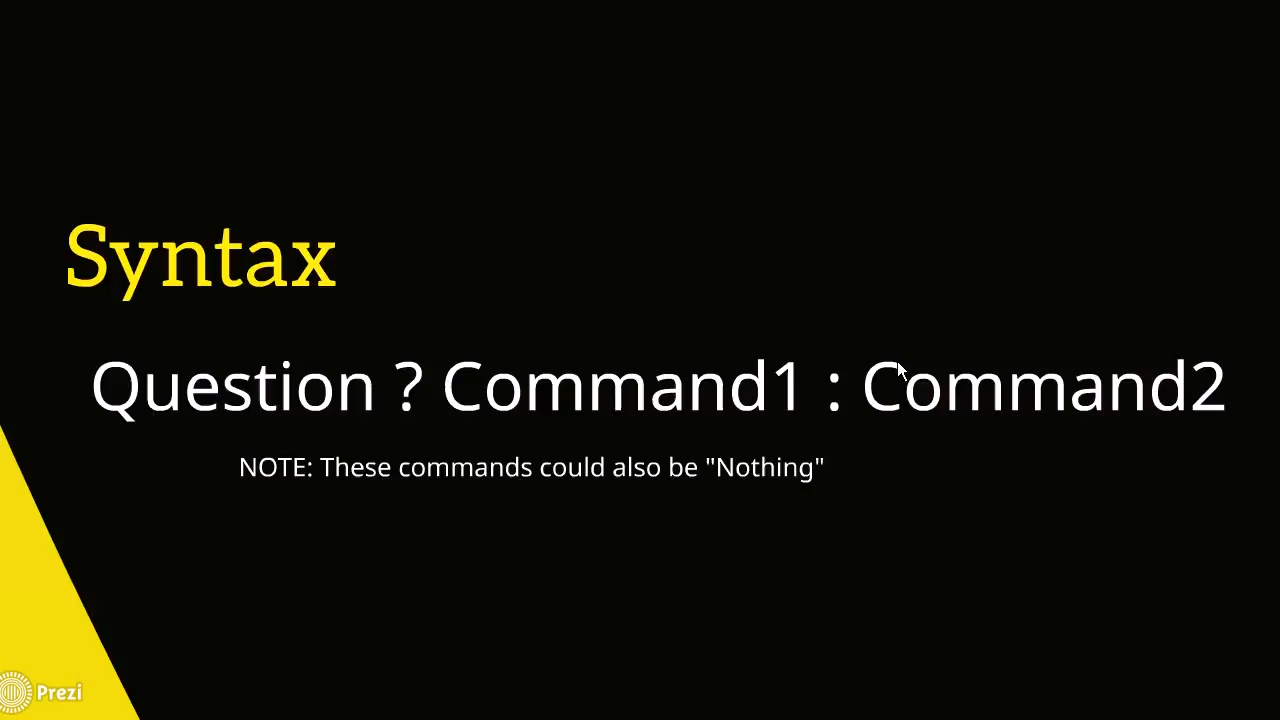 Syntax
Question ? Command1 : Command2
NOTE: These commands could also be "Nothing"
Prezi